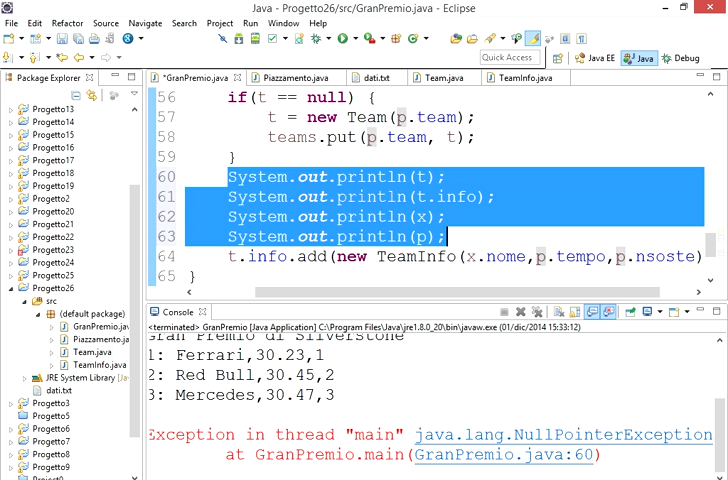 Java - Progetto26/src/GranPremio.java - Eclipse
File Edit Source Refactor Navigate Search Project Run Window Help
Quick Access Java EE Java Debug
Package Explorer
Progetto13
Progetto14
Progetto15
Progetto16
Progetto17
Progetto18
Progetto19
Progetto2
Progetto20
Progetto21
Progetto22
Progetto23
Progetto24
Progetto25
Progetto26
src
(default package)
GranPremio.jav
Piazzamento.ja
Team.java
TeamInfo.java
JRE System Library [Ja
dati.txt
Progetto3
Progetto5
Progetto6
Progetto7
Progetto8
Progetto9
*GranPremio.java Piazzamento.java dati.txt Team.java TeamInfo.java
56 if(t == null) {
57 t = new Team(p.team);
58 teams.put(p.team, t);
59 }
60 System.out.println(t);
61 System.out.println(t.info);
62 System.out.println(x);
63 System.out.println(p);
64 t.info.add(new TeamInfo(x.nome,p.tempo,p.nsoste)
65 }
Console
<terminated> GranPremio [Java Application] C:\Program Files\Java\jre1.8.0_20\bin\javaw.exe (01/dic/2014 15:33:12)
Gran Premio di Silverstone
1: Ferrari,30.23,1
2: Red Bull,30.45,2
3: Mercedes,30.47,3
Exception in thread "main" java.lang.NullPointerException
at GranPremio.main(GranPremio.java:60)